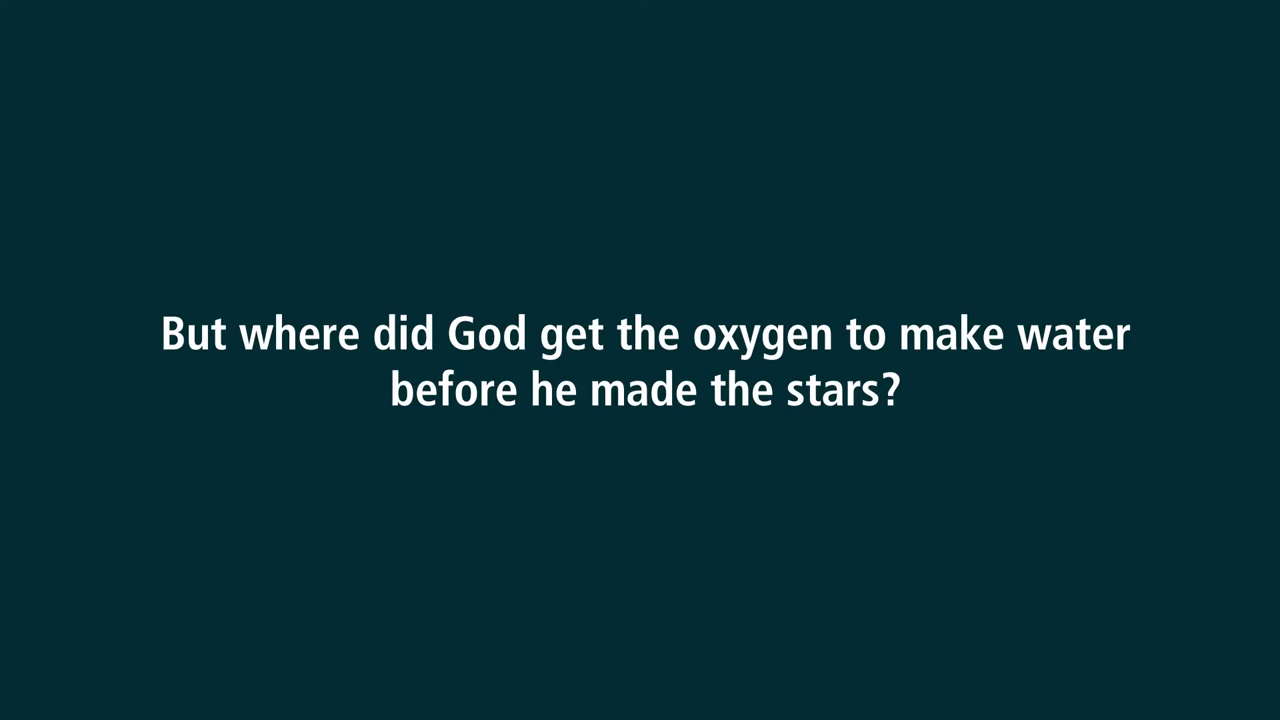 But where did God get the oxygen to make water
before he made the stars?